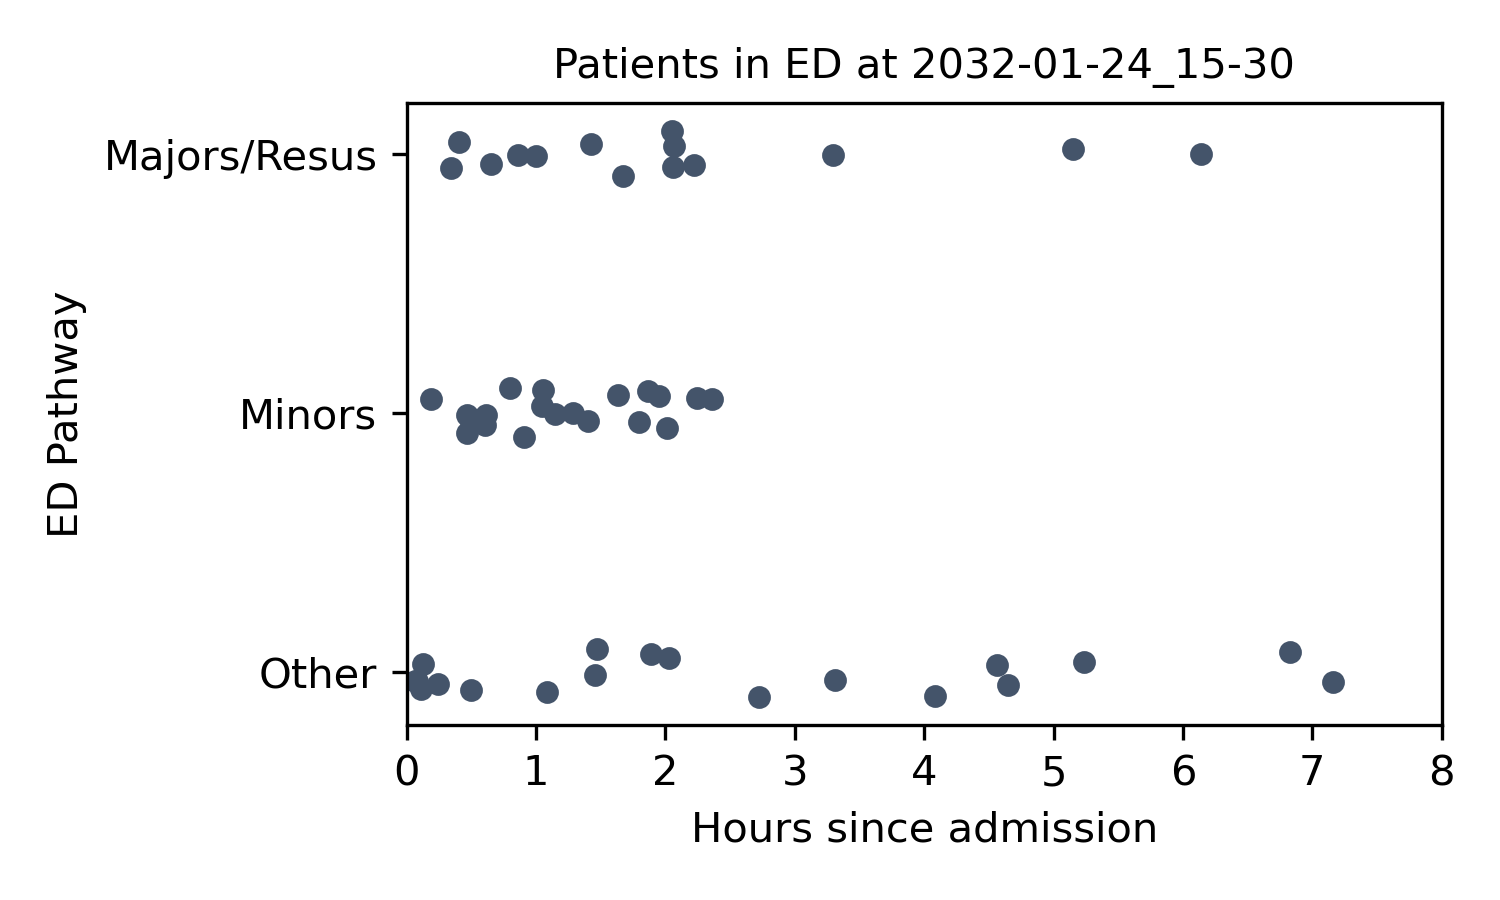 Patients in ED at 2032-01-24_15-30
Majors/Resus
Minors
Other
ED Pathway
0 1 2 3 4 5 6 7 8
Hours since admission